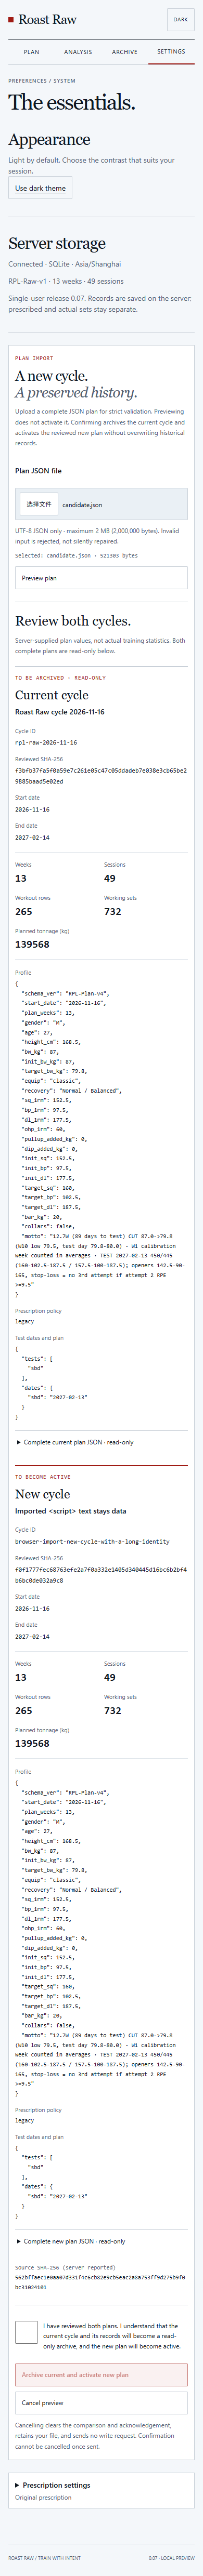 Roast Raw
DARK
PLAN
ANALYSIS
ARCHIVE
SETTINGS
PREFERENCES / SYSTEM
The essentials.
Appearance
Light by default. Choose the contrast that suits your
session.
Use dark theme
Server storage
Connected · SQLite · Asia/Shanghai
RPL-Raw-v1 · 13 weeks · 49 sessions
Single-user release 0.07. Records are saved on the server;
prescribed and actual sets stay separate.
PLAN IMPORT
A new cycle.
A preserved history.
Upload a complete JSON plan for strict validation. Previewing
does not activate it. Confirming archives the current cycle and
activates the reviewed new plan without overwriting historical
records.
Plan JSON file
选择文件
candidate.json
UTF-8 JSON only · maximum 2 MB (2,000,000 bytes). Invalid
input is rejected, not silently repaired.
Selected: candidate.json · 521303 bytes
Preview plan
Review both cycles.
Server-supplied plan values, not actual training statistics. Both
complete plans are read-only below.
TO BE ARCHIVED · READ-ONLY
Current cycle
Roast Raw cycle 2026-11-16
Cycle ID
rpl-raw-2026-11-16
Reviewed SHA-256
Start date
2026-11-16
End date
2027-02-14
Weeks
Sessions
13
49
Workout rows
Working sets
265
732
Planned tonnage (kg)
139568
Profile
{
"schema_ver": "RPL-Plan-v4",
"start_date": "2026-11-16",
"plan_weeks": 13,
"gender": "M",
"age": 27,
"height_cm": 168.5,
"bw_kg": 87,
"init_bw_kg": 87,
"target_bw_kg": 79.8,
"equip": "classic",
"recovery": "Normal / Balanced",
"sq_1rm": 152.5,
"bp_1rm": 97.5,
"dl_1rm": 177.5,
"ohp_1rm": 60,
"pullup_added_kg": 0,
"dip_added_kg": 0,
"init_sq": 152.5,
"init_bp": 97.5,
"init_dl": 177.5,
"target_sq": 160,
"target_bp": 102.5,
"target_dl": 187.5,
"bar_kg": 20,
"collars": false,
"motto": "12.7W (89 days to test) CUT 87.0->79.8
(W10 low 79.5, test day 79.8-80.0) · W1 calibration
week counted in averages · TEST 2027-02-13 450/445
(160-102.5-187.5 / 157.5-100-187.5); openers 142.5-90-
165, stop-loss = no 3rd attempt if attempt 2 RPE
>=9.5"
}
Prescription policy
legacy
Test dates and plan
{
"tests": [
"sbd"
],
"dates": {
"sbd": "2027-02-13"
}
}
▶ Complete current plan JSON · read-only
TO BECOME ACTIVE
New cycle
Imported <script> text stays data
Cycle ID
browser-import-new-cycle-with-a-long-identity
Reviewed SHA-256
Start date
2026-11-16
End date
2027-02-14
Weeks
Sessions
13
49
Workout rows
Working sets
265
732
Planned tonnage (kg)
139568
Profile
{
"schema_ver": "RPL-Plan-v4",
"start_date": "2026-11-16",
"plan_weeks": 13,
"gender": "M",
"age": 27,
"height_cm": 168.5,
"bw_kg": 87,
"init_bw_kg": 87,
"target_bw_kg": 79.8,
"equip": "classic",
"recovery": "Normal / Balanced",
"sq_1rm": 152.5,
"bp_1rm": 97.5,
"dl_1rm": 177.5,
"ohp_1rm": 60,
"pullup_added_kg": 0,
"dip_added_kg": 0,
"init_sq": 152.5,
"init_bp": 97.5,
"init_dl": 177.5,
"target_sq": 160,
"target_bp": 102.5,
"target_dl": 187.5,
"bar_kg": 20,
"collars": false,
"motto": "12.7W (89 days to test) CUT 87.0->79.8
(W10 low 79.5, test day 79.8-80.0) · W1 calibration
week counted in averages · TEST 2027-02-13 450/445
(160-102.5-187.5 / 157.5-100-187.5); openers 142.5-90-
165, stop-loss = no 3rd attempt if attempt 2 RPE
>=9.5"
}
Prescription policy
legacy
Test dates and plan
{
"tests": [
"sbd"
],
"dates": {
"sbd": "2027-02-13"
}
}
▶ Complete new plan JSON · read-only
Source SHA-256 (server reported)
I have reviewed both plans. I understand that the
current cycle and its records will become a read-
only archive, and the new plan will become active.
Archive current and activate new plan
Cancel preview
Cancelling clears the comparison and acknowledgement,
retains your file, and sends no write request. Confirmation
cannot be cancelled once sent.
▶ Prescription settings
Original prescription
ROAST RAW / TRAIN WITH INTENT
0.07 · LOCAL PREVIEW